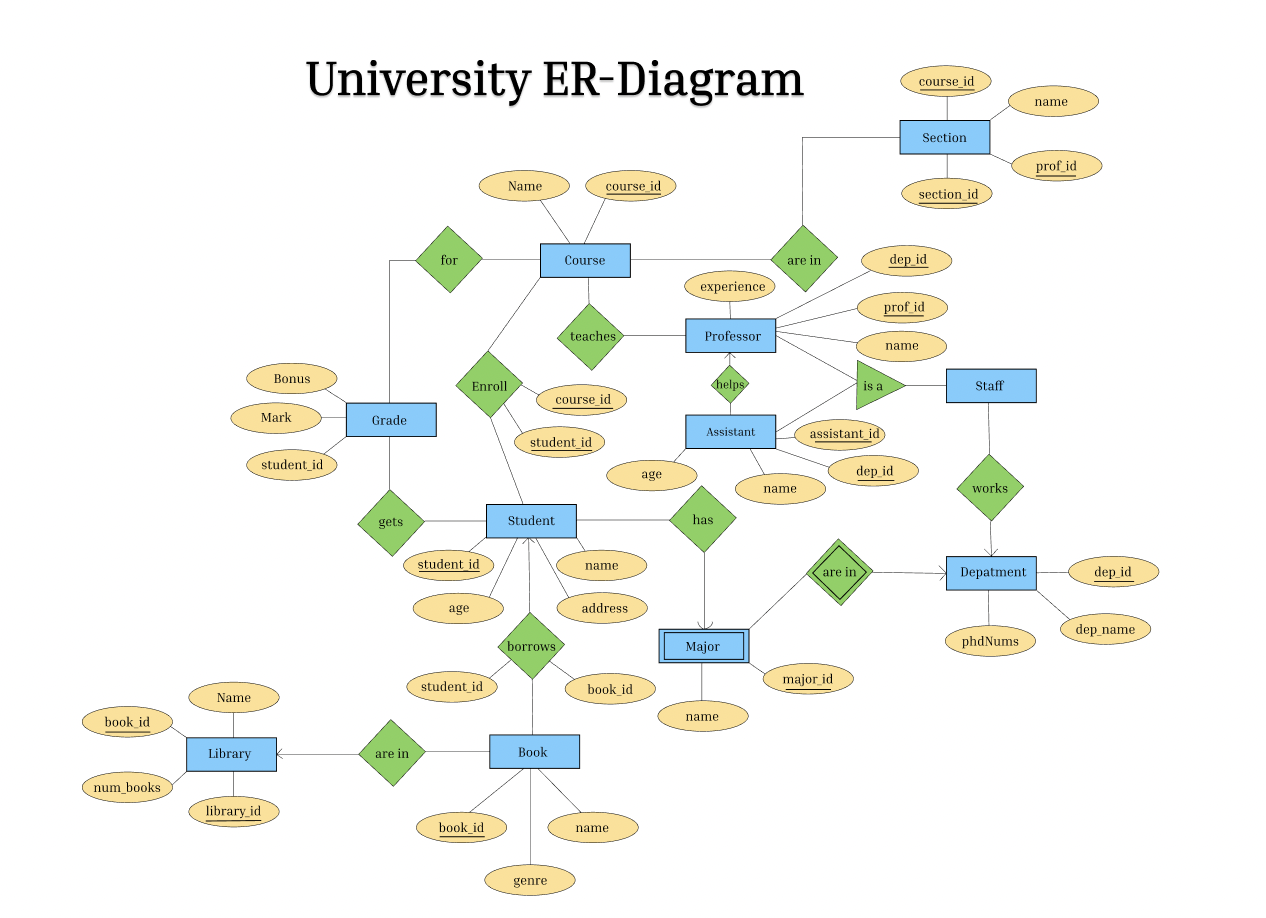 University ER-Diagram
course_id
name
Section
prof_id
section_id
Name
course_id
for
Course
are in
dep_id
experience
prof_id
teaches
Professor
name
Bonus
Enroll
helps
is a
Staff
course_id
Mark
Grade
Assistant
assistant_id
student_id
student_id
age
dep_id
name
works
gets
Student
has
student_id
name
are in
Depatment
dep_id
age
address
dep_name
phdNums
borrows
Major
student_id
book_id
major_id
Name
name
book_id
Library
are in
Book
num_books
library_id
book_id
name
genre